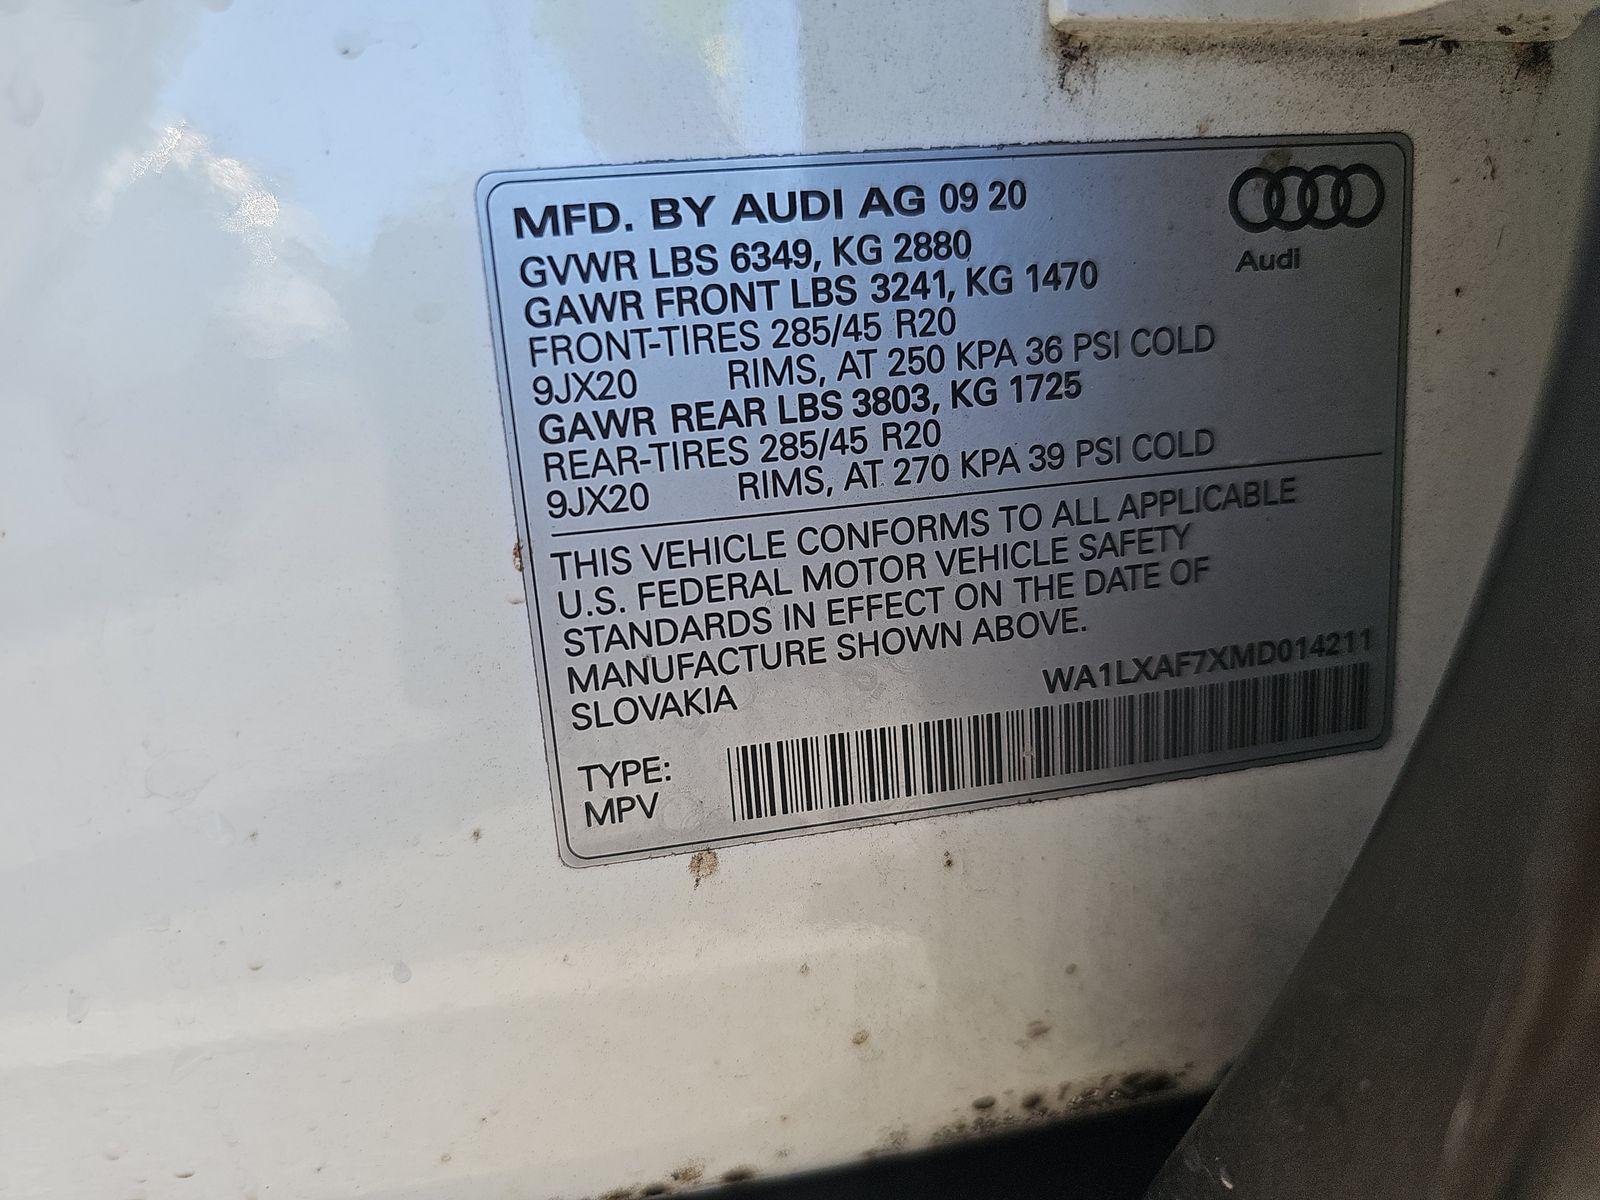 MFD. BY AUDI AG 09 20
Audi
GVWR LBS 6349, KG 2880
GAWR FRONT LBS 3241, KG 1470
FRONT-TIRES 285/45 R20
9JX20 RIMS, AT 250 KPA 36 PSI COLD
GAWR REAR LBS 3803, KG 1725
REAR-TIRES 285/45 R20
9JX20 RIMS, AT 270 KPA 39 PSI COLD
THIS VEHICLE CONFORMS TO ALL APPLICABLE
U.S. FEDERAL MOTOR VEHICLE SAFETY
STANDARDS IN EFFECT ON THE DATE OF
MANUFACTURE SHOWN ABOVE.
SLOVAKIA WA1LXAF7XMD014211
TYPE:
MPV